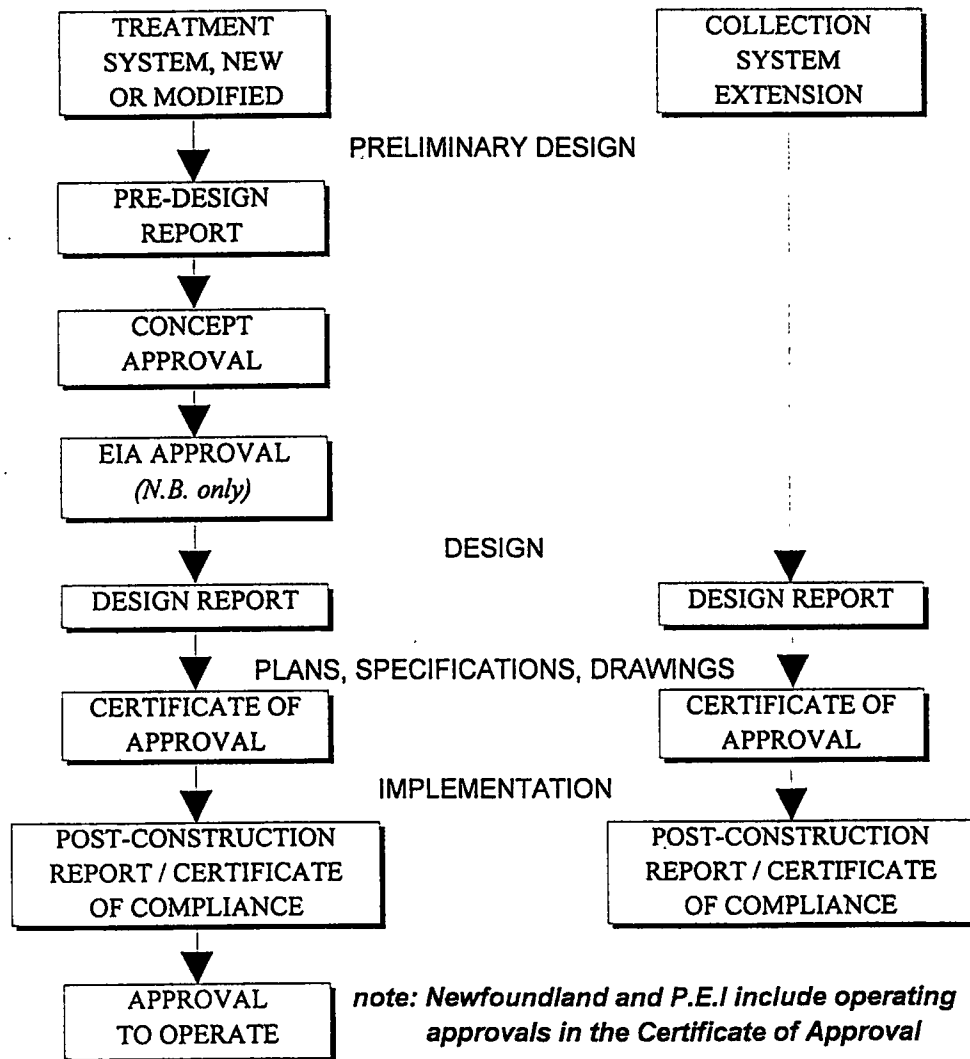 TREATMENT
SYSTEM, NEW
OR MODIFIED
COLLECTION
SYSTEM
EXTENSION
PRELIMINARY DESIGN
PRE-DESIGN
REPORT
CONCEPT
APPROVAL
EIA APPROVAL
(N.B. only)
DESIGN
DESIGN REPORT
DESIGN REPORT
PLANS, SPECIFICATIONS, DRAWINGS
CERTIFICATE OF
APPROVAL
CERTIFICATE OF
APPROVAL
IMPLEMENTATION
POST-CONSTRUCTION
REPORT / CERTIFICATE
OF COMPLIANCE
POST-CONSTRUCTION
REPORT / CERTIFICATE
OF COMPLIANCE
APPROVAL
TO OPERATE
note: Newfoundland and P.E.I include operating
approvals in the Certificate of Approval